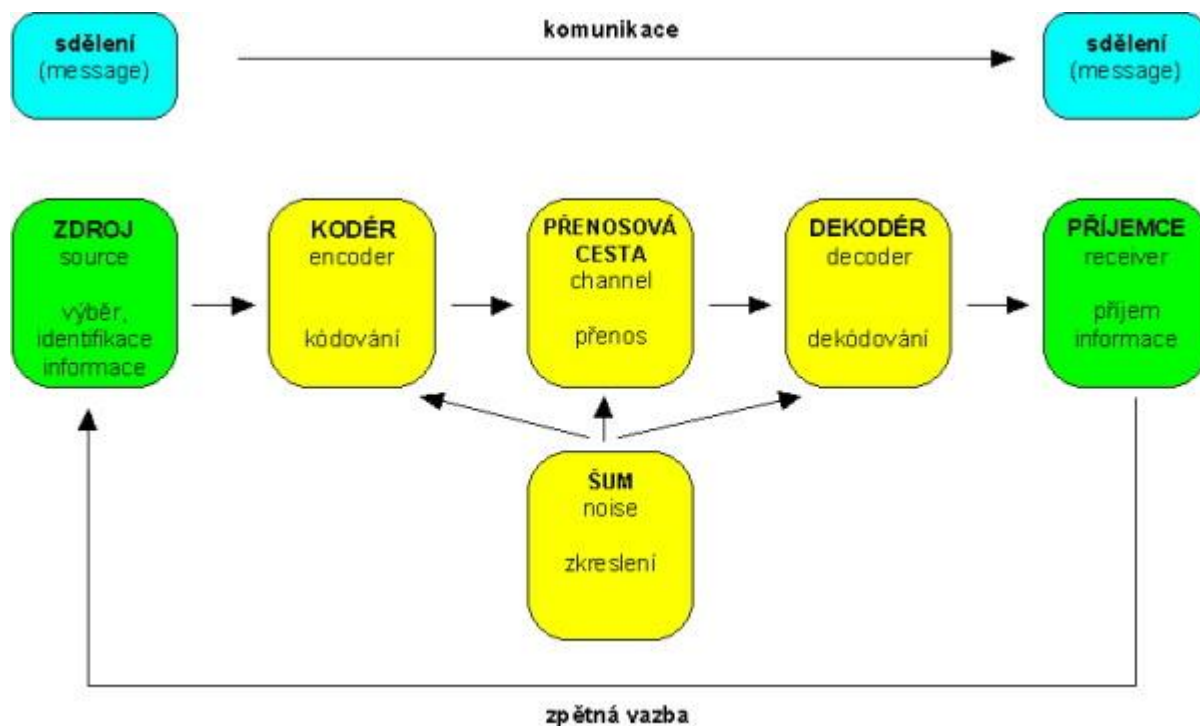 sdělení
(message)
komunikace
sdělení
(message)
ZDROJ
source
výběr,
identifikace
informace
KODÉR
encoder
kódování
PŘENOSOVÁ
CESTA
channel
přenos
DEKODÉR
decoder
dekódování
PŘÍJEMCE
receiver
příjem
informace
ŠUM
noise
zkreslení
zpětná vazba